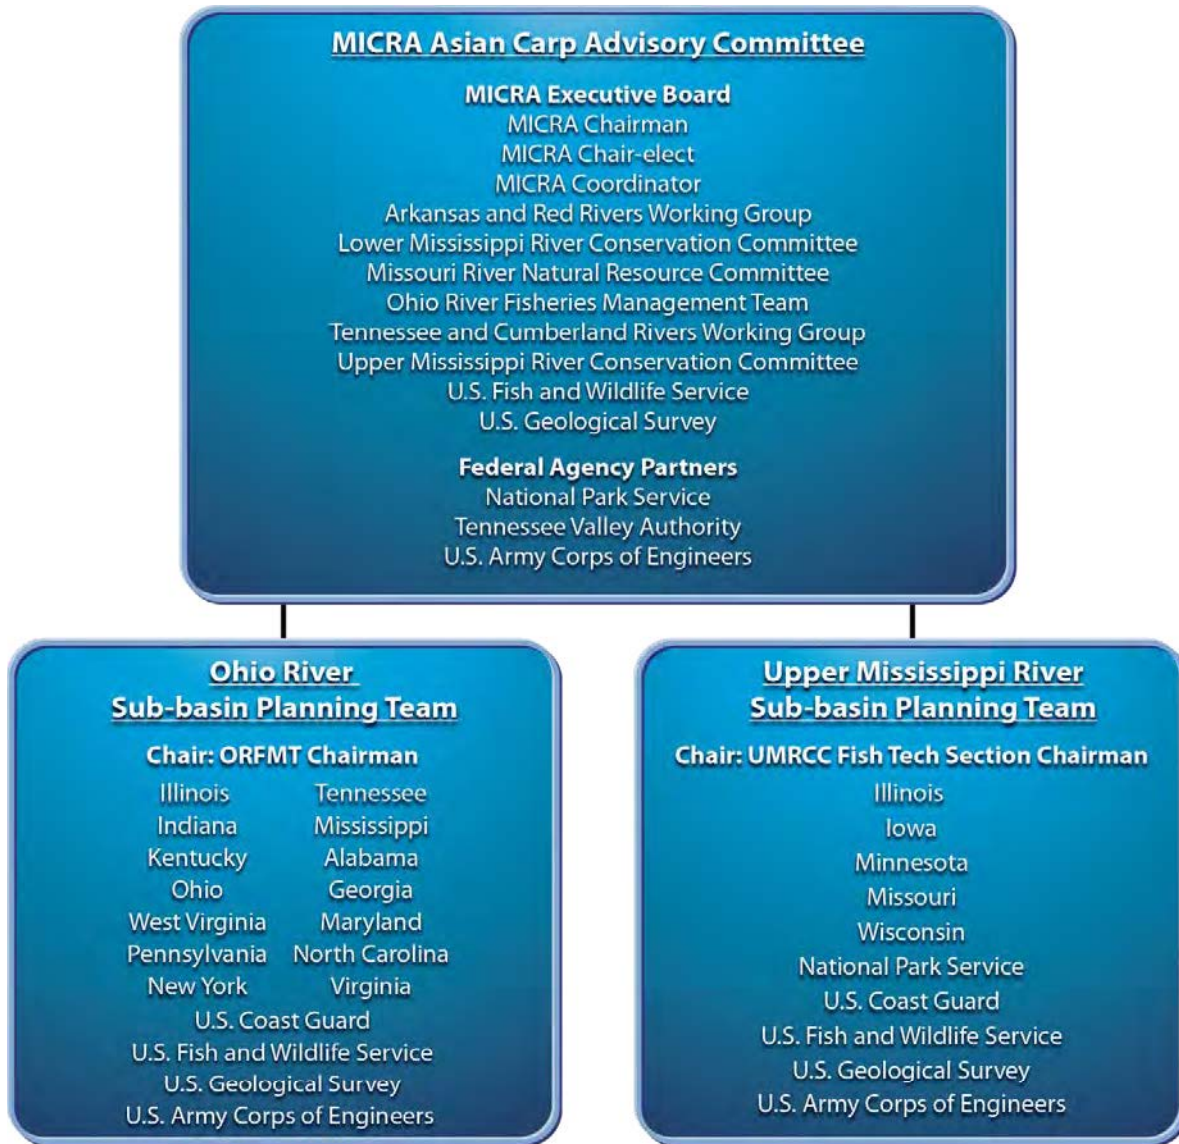 MICRA Asian Carp Advisory Committee
MICRA Executive Board
MICRA Chairman
MICRA Chair-elect
MICRA Coordinator
Arkansas and Red Rivers Working Group
Lower Mississippi River Conservation Committee
Missouri River Natural Resource Committee
Ohio River Fisheries Management Team
Tennessee and Cumberland Rivers Working Group
Upper Mississippi River Conservation Committee
U.S. Fish and Wildlife Service
U.S. Geological Survey
Federal Agency Partners
National Park Service
Tennessee Valley Authority
U.S. Army Corps of Engineers
Ohio River
Sub-basin Planning Team
Chair: ORFMT Chairman
Illinois Tennessee
Indiana Mississippi
Kentucky Alabama
Ohio Georgia
West Virginia Maryland
Pennsylvania North Carolina
New York Virginia
U.S. Coast Guard
U.S. Fish and Wildlife Service
U.S. Geological Survey
U.S. Army Corps of Engineers
Upper Mississippi River
Sub-basin Planning Team
Chair: UMRCC Fish Tech Section Chairman
Illinois
Iowa
Minnesota
Missouri
Wisconsin
National Park Service
U.S. Coast Guard
U.S. Fish and Wildlife Service
U.S. Geological Survey
U.S. Army Corps of Engineers